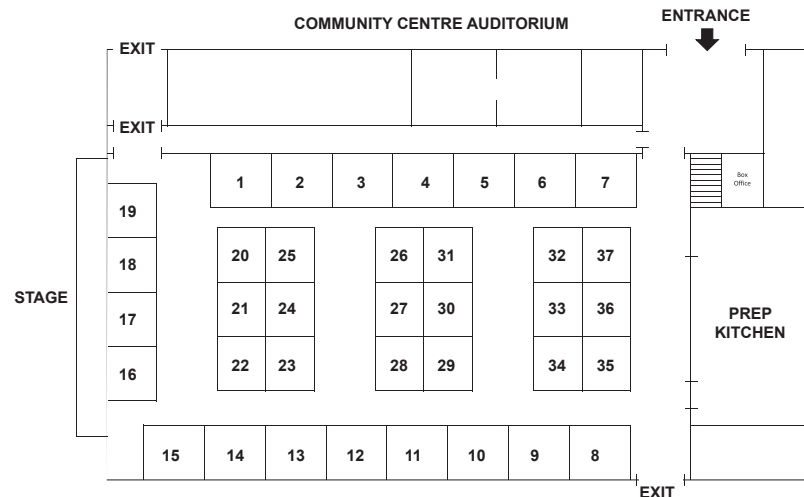 COMMUNITY CENTRE AUDITORIUM
ENTRANCE
EXIT
EXIT
1 2 3 4 5 6 7
Box
Office
19
18
17
16
STAGE
20 25 26 31 32 37
21 24 27 30 33 36
22 23 28 29 34 35
PREP
KITCHEN
15 14 13 12 11 10 9 8
EXIT